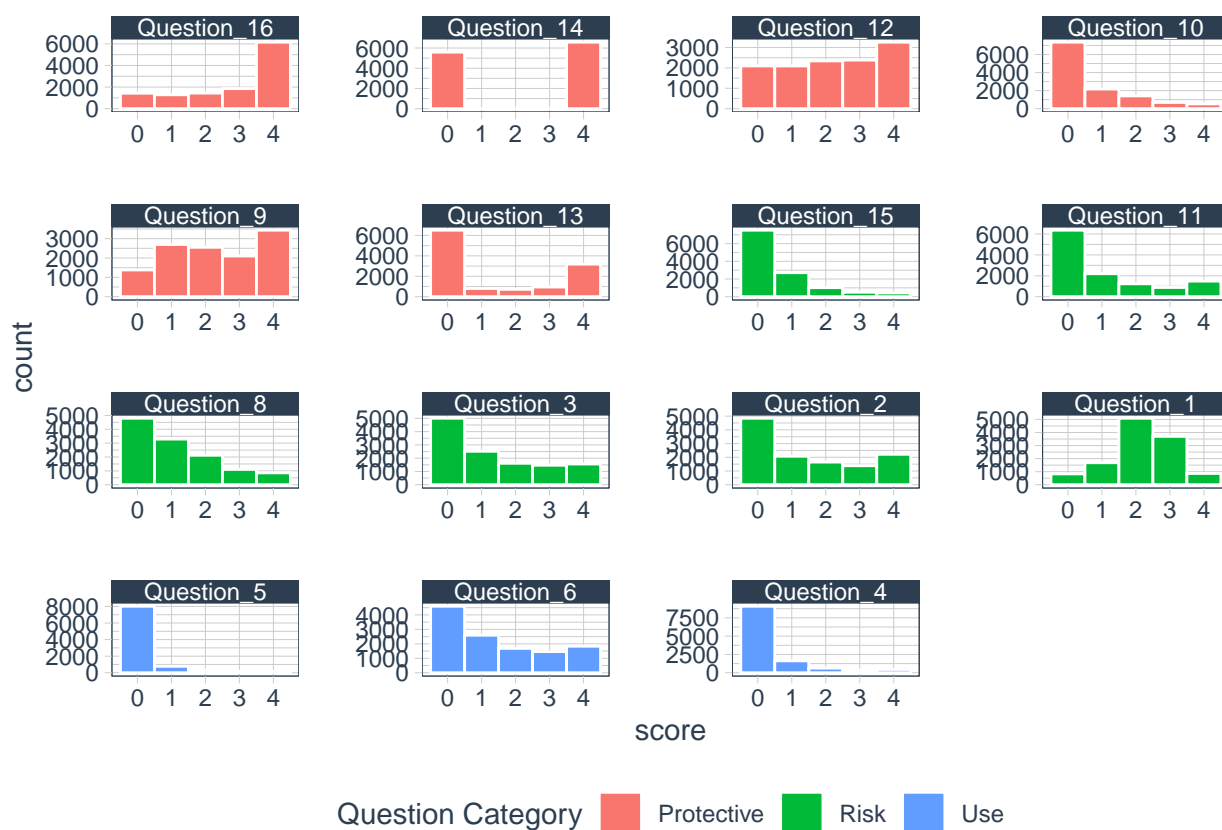 Question_16 Question_14 Question_12 Question_10
6000 4000 2000 0
6000 4000 2000 0
3000 2000 1000 0
6000 4000 2000 0
0 1 2 3 4 0 1 2 3 4 0 1 2 3 4 0 1 2 3 4
Question_9 Question_13 Question_15 Question_11
3000 2000 1000 0
6000 4000 2000 0
6000 4000 2000 0
6000 4000 2000 0
0 1 2 3 4 0 1 2 3 4 0 1 2 3 4 0 1 2 3 4
count
Question_8 Question_3 Question_2 Question_1
5000 4000 3000 2000 1000 0
5000 4000 3000 2000 1000 0
5000 4000 3000 2000 1000 0
5000 4000 3000 2000 1000 0
0 1 2 3 4 0 1 2 3 4 0 1 2 3 4 0 1 2 3 4
Question_5 Question_6 Question_4
8000 6000 4000 2000 0
4000 3000 2000 1000 0
7500 5000 2500 0
0 1 2 3 4 0 1 2 3 4 0 1 2 3 4
score
Question Category Protective Risk Use